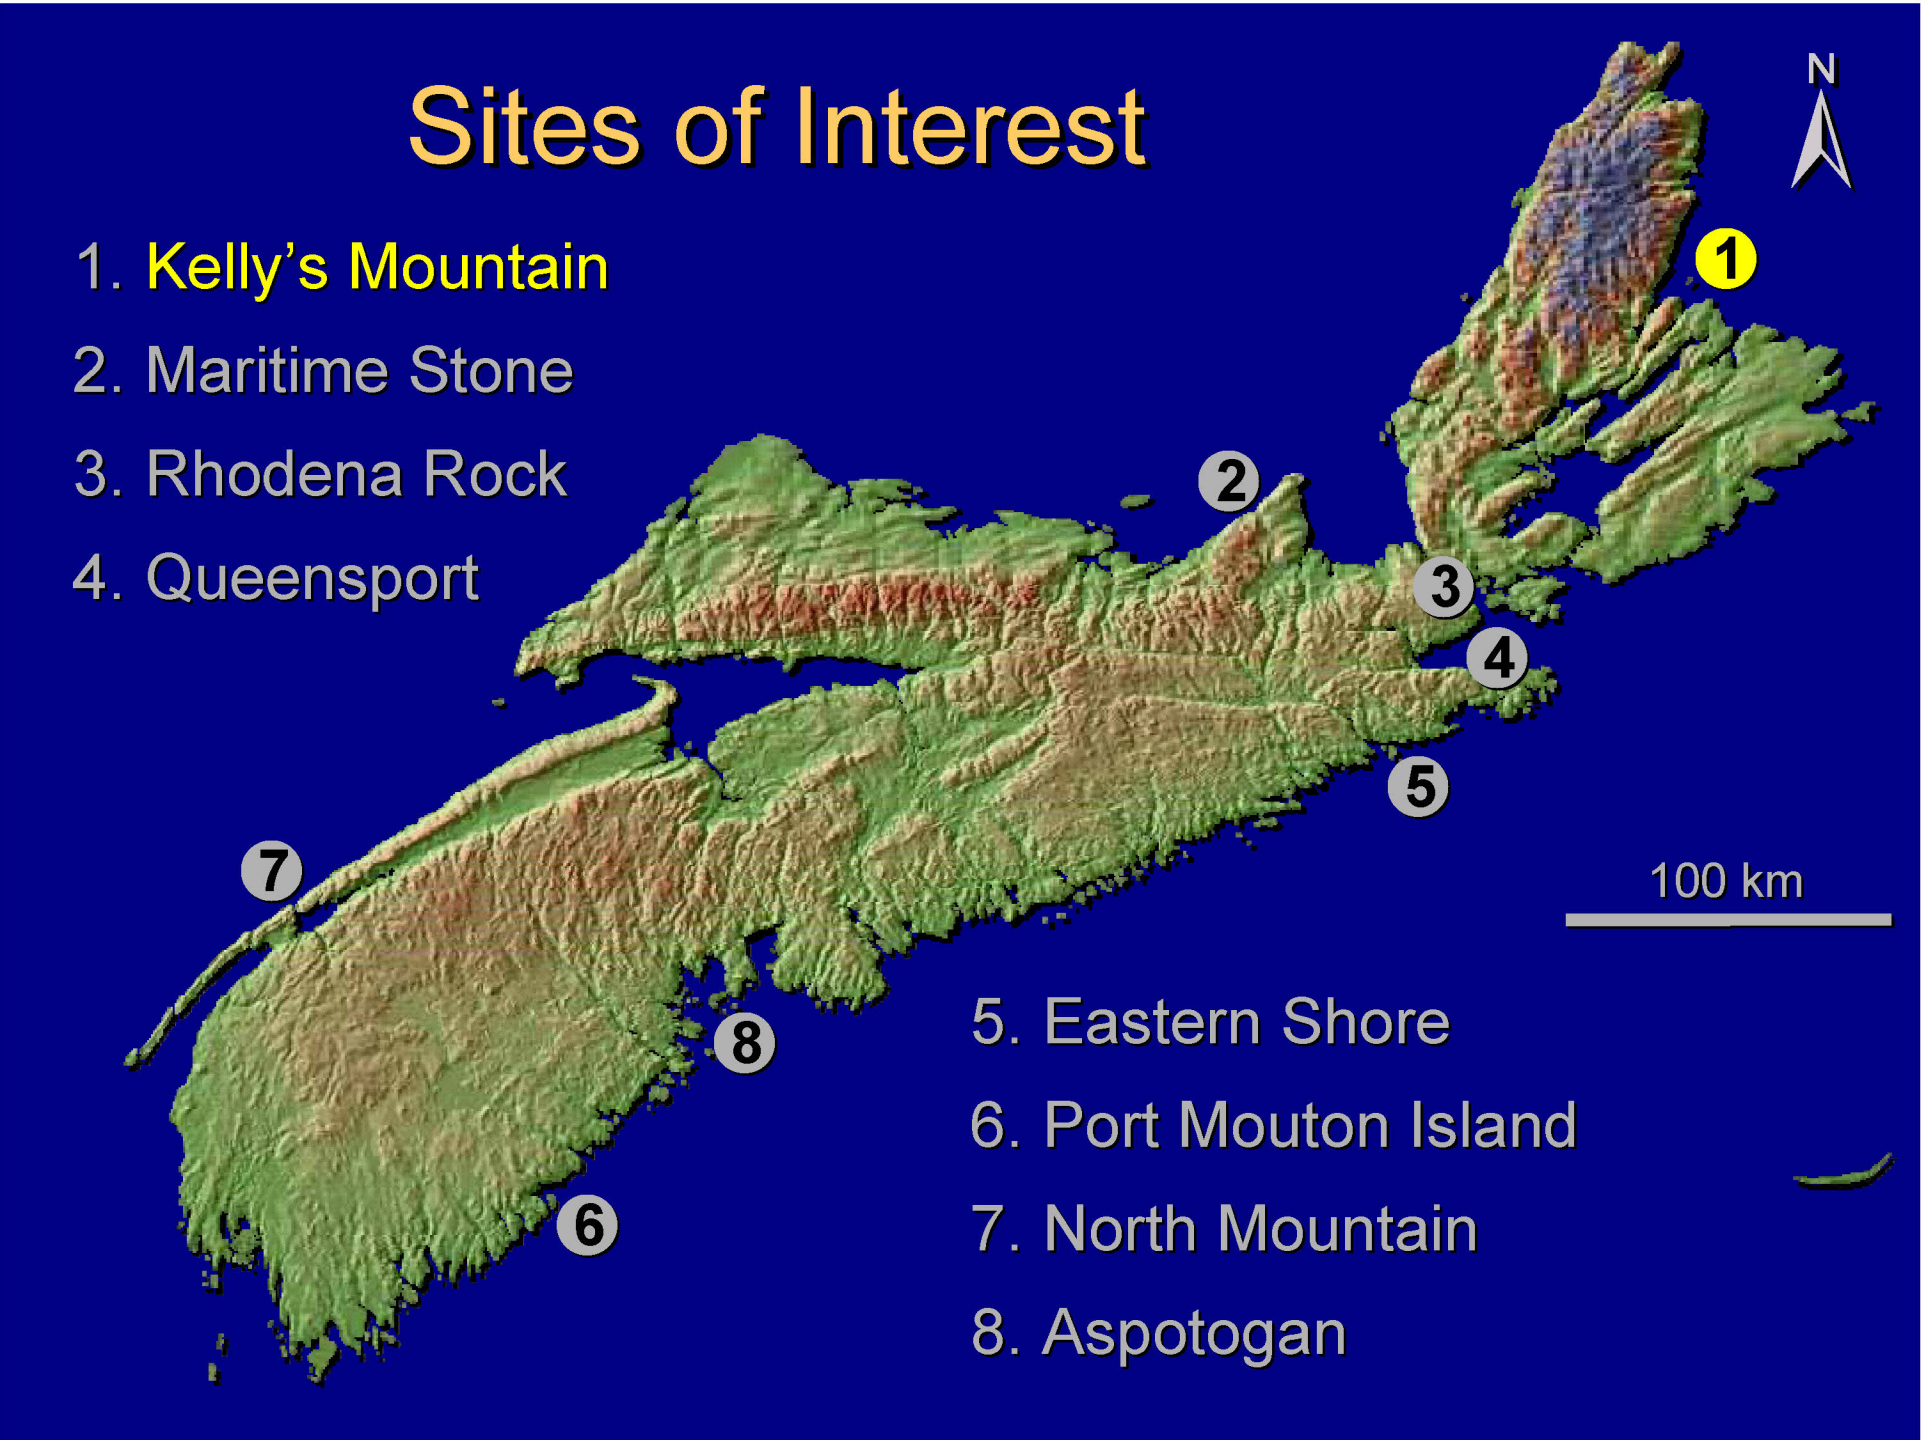 Sites of Interest
N
1. Kelly’s Mountain
2. Maritime Stone
3. Rhodena Rock
4. Queensport
1
2
3
4
5
7
100 km
8
6
5. Eastern Shore
6. Port Mouton Island
7. North Mountain
8. Aspotogan